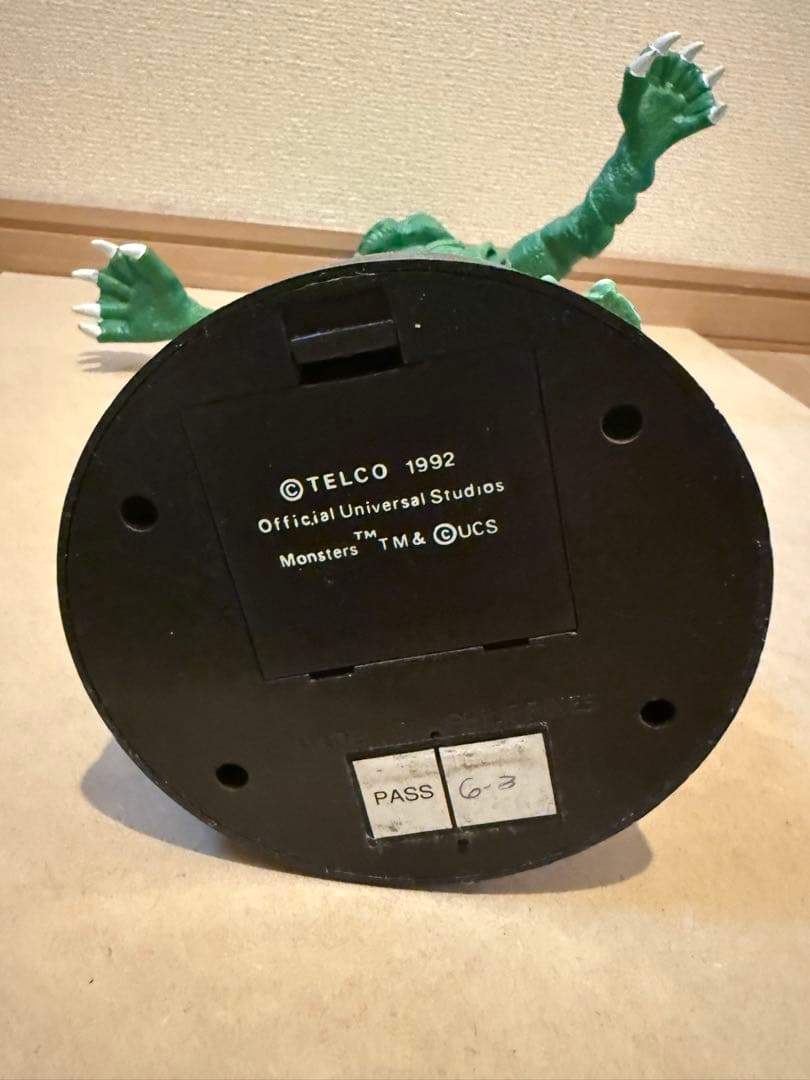 ©TELCO 1992
Official Universal Studios
Monsters™ TM & ©UCS
PASS
6-3